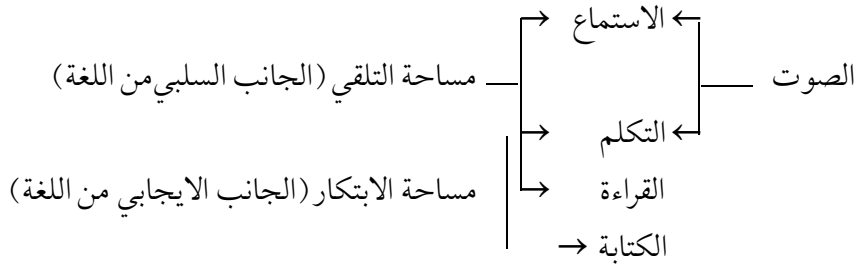 الاستماع
الصوت
مساحة التلقي (الجانب السلبي من اللغة)
التكلم
القراءة
مساحة الابتكار (الجانب الايجابي من اللغة)
الكتابة